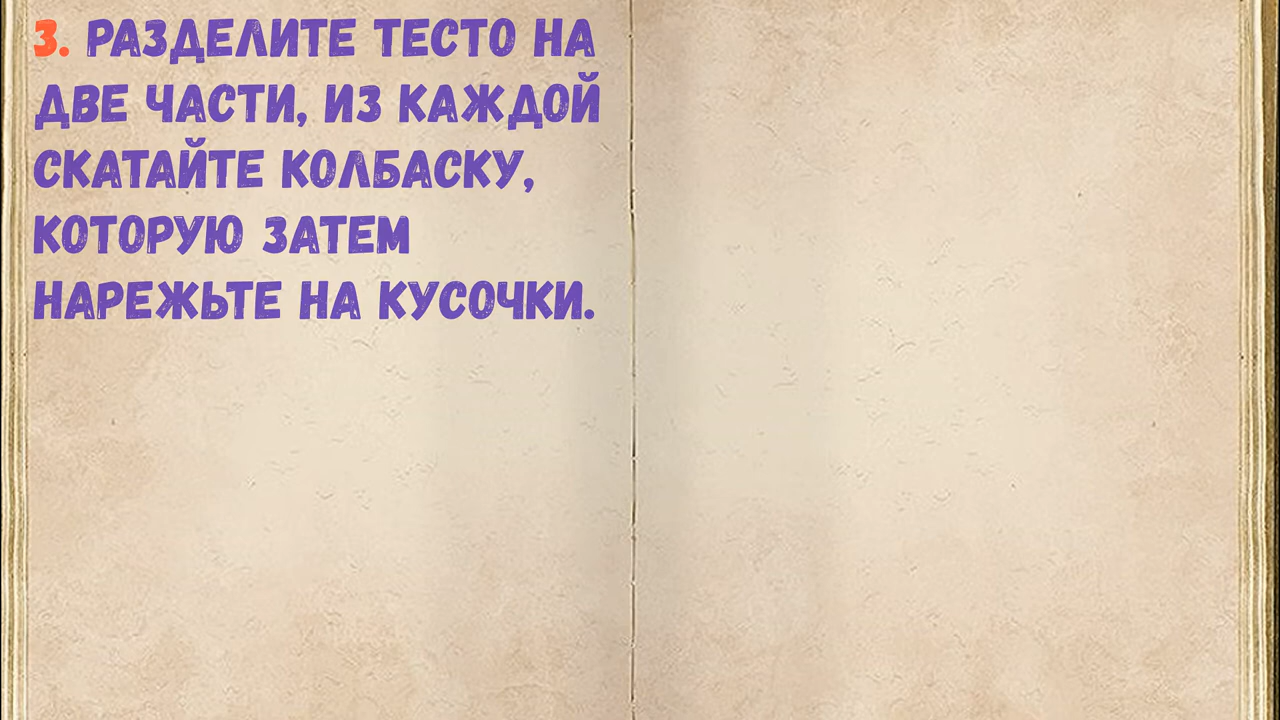 3. РАЗДЕЛИТЕ ТЕСТО НА
ДВЕ ЧАСТИ, ИЗ КАЖДОЙ
СКАТАЙТЕ КОЛБАСКУ,
КОТОРУЮ ЗАТЕМ
НАРЕЖЬТЕ НА КУСОЧКИ.